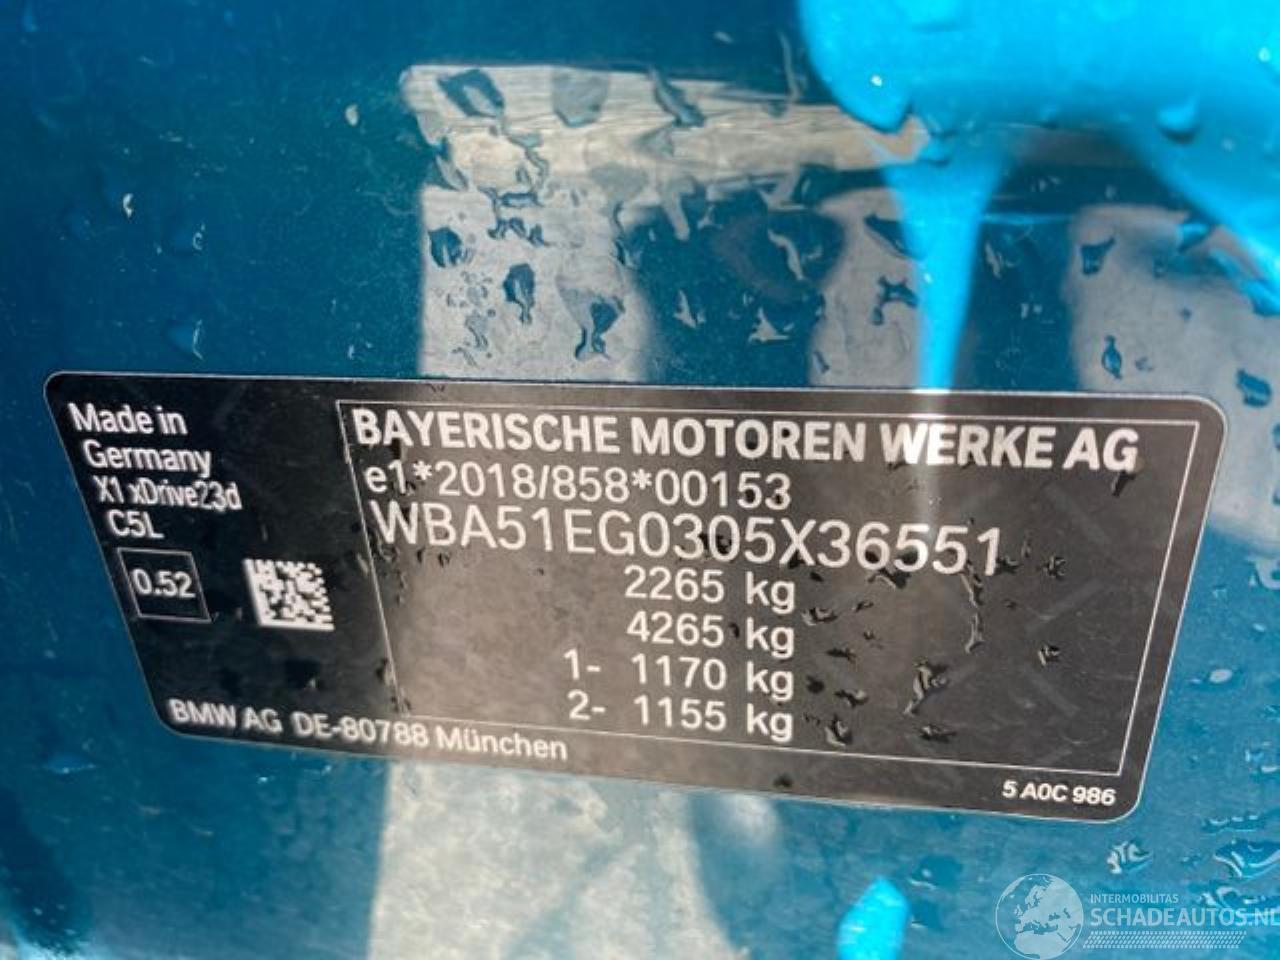 Made in
Germany
X1 xDrive23d
C5L
0.52
BAYERISCHE MOTOREN WERKE AG
e1*2018/858*00153
WBA51EG0305X36551
2265 kg
4265 kg
1- 1170 kg
2- 1155 kg
BMW AG DE-80788 München
5 A0C 986
INTERMOBILITAS
SCHADEAUTOS.NL